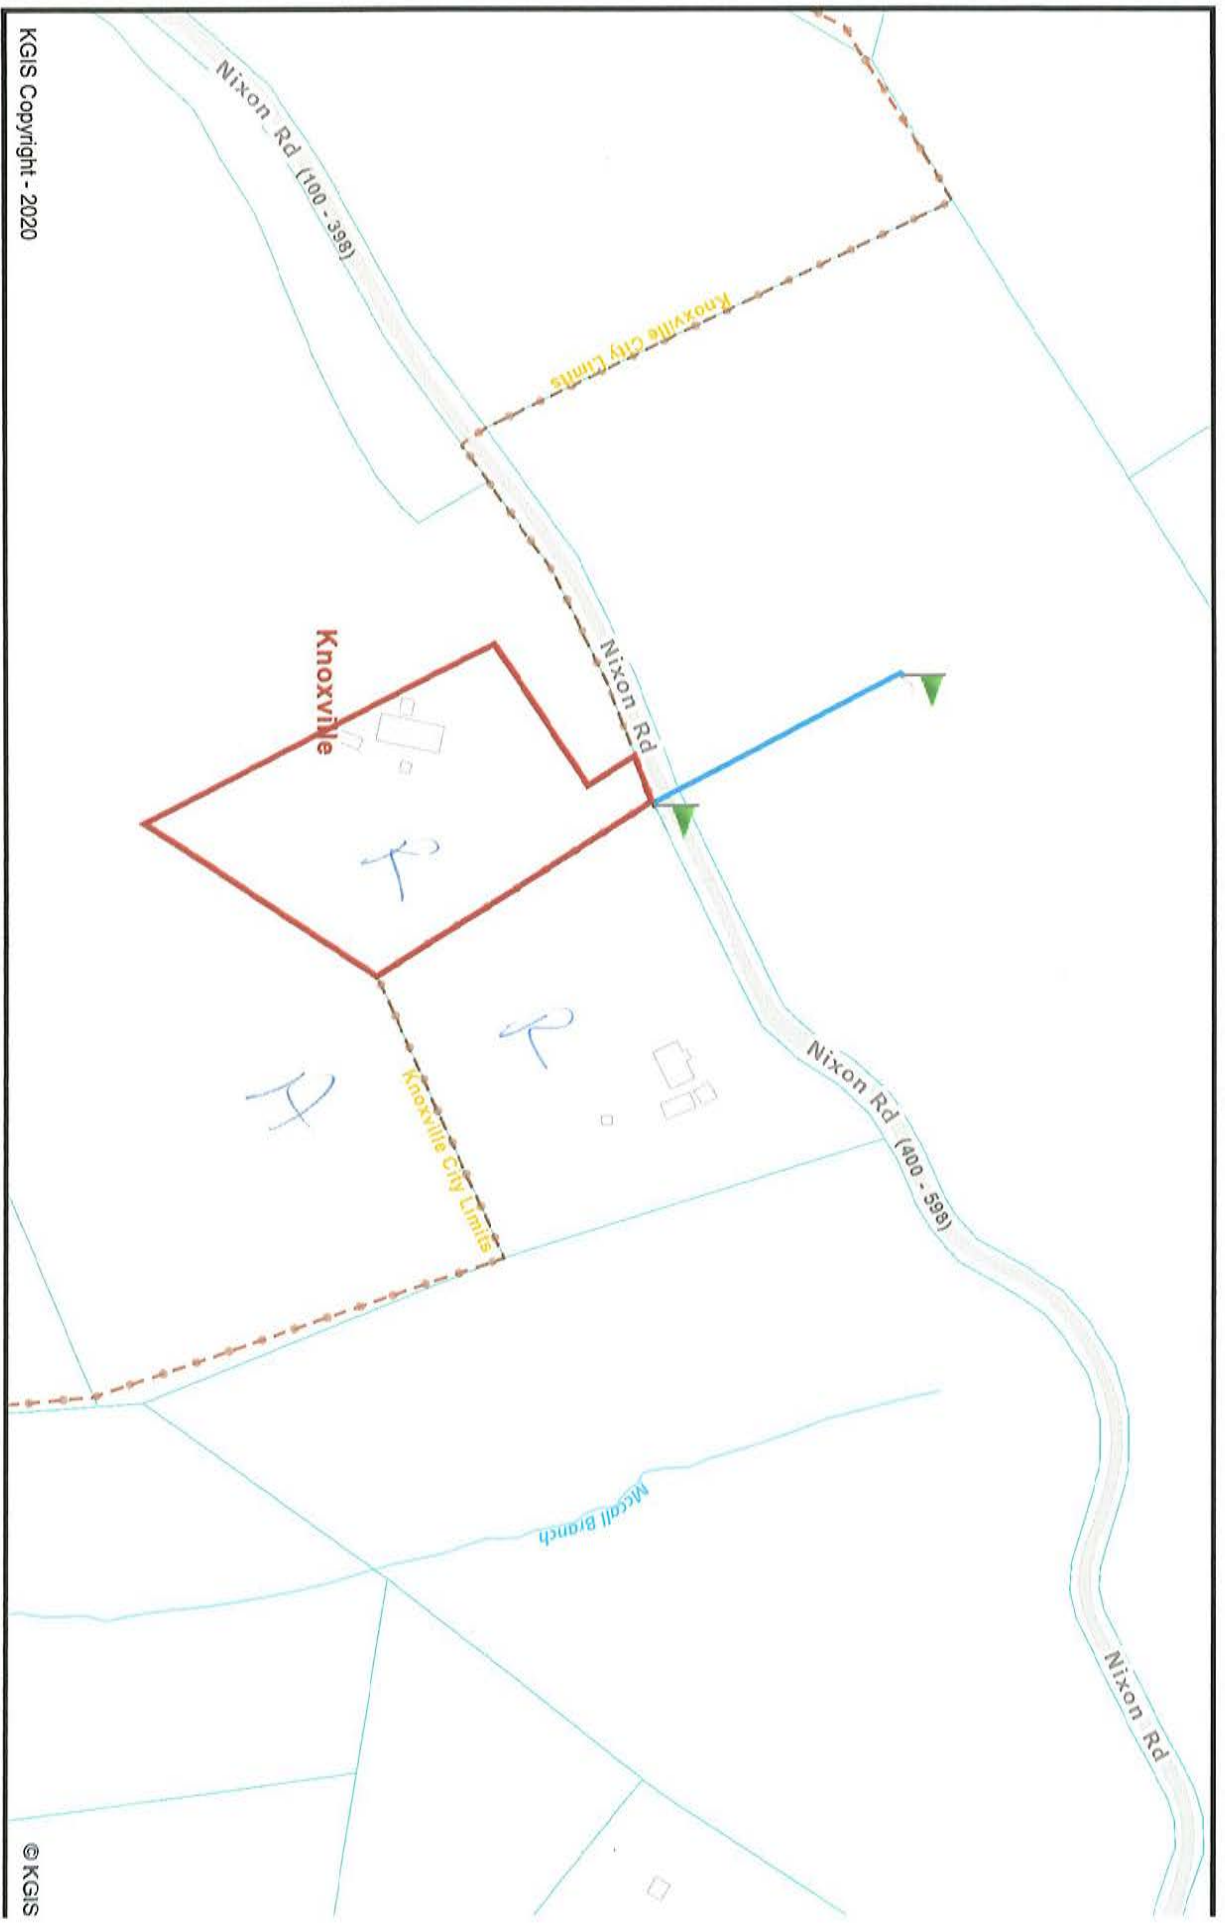 Nixon Rd (100 - 398)
Knoxville City Limits
Nixon Rd
Knoxville
R
R
A
Nixon Rd (400 - 598)
Knoxville City Limits
Mccall Branch
Nixon Rd
KGIS Copyright - 2020
© KGIS